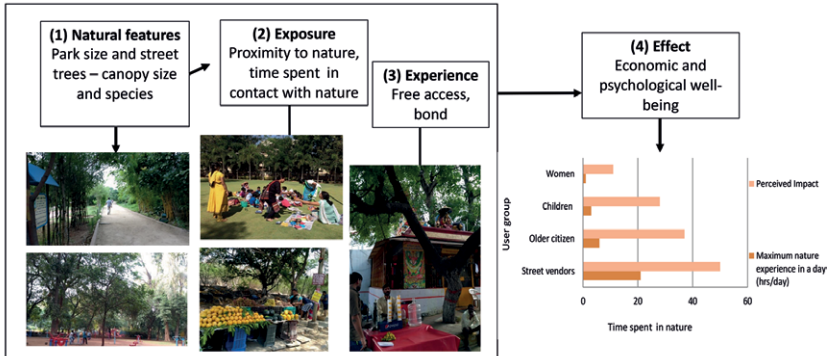 (1) Natural features
Park size and street
trees – canopy size
and species
(2) Exposure
Proximity to nature,
time spent in
contact with nature
(3) Experience
Free access,
bond
(4) Effect
Economic and
psychological well-
being
User group
Women
Children
Older citizen
Street vendors
0
20
40
60
Time spent in nature
Perceived Impact
Maximum nature
experience in a day
(hrs/day)